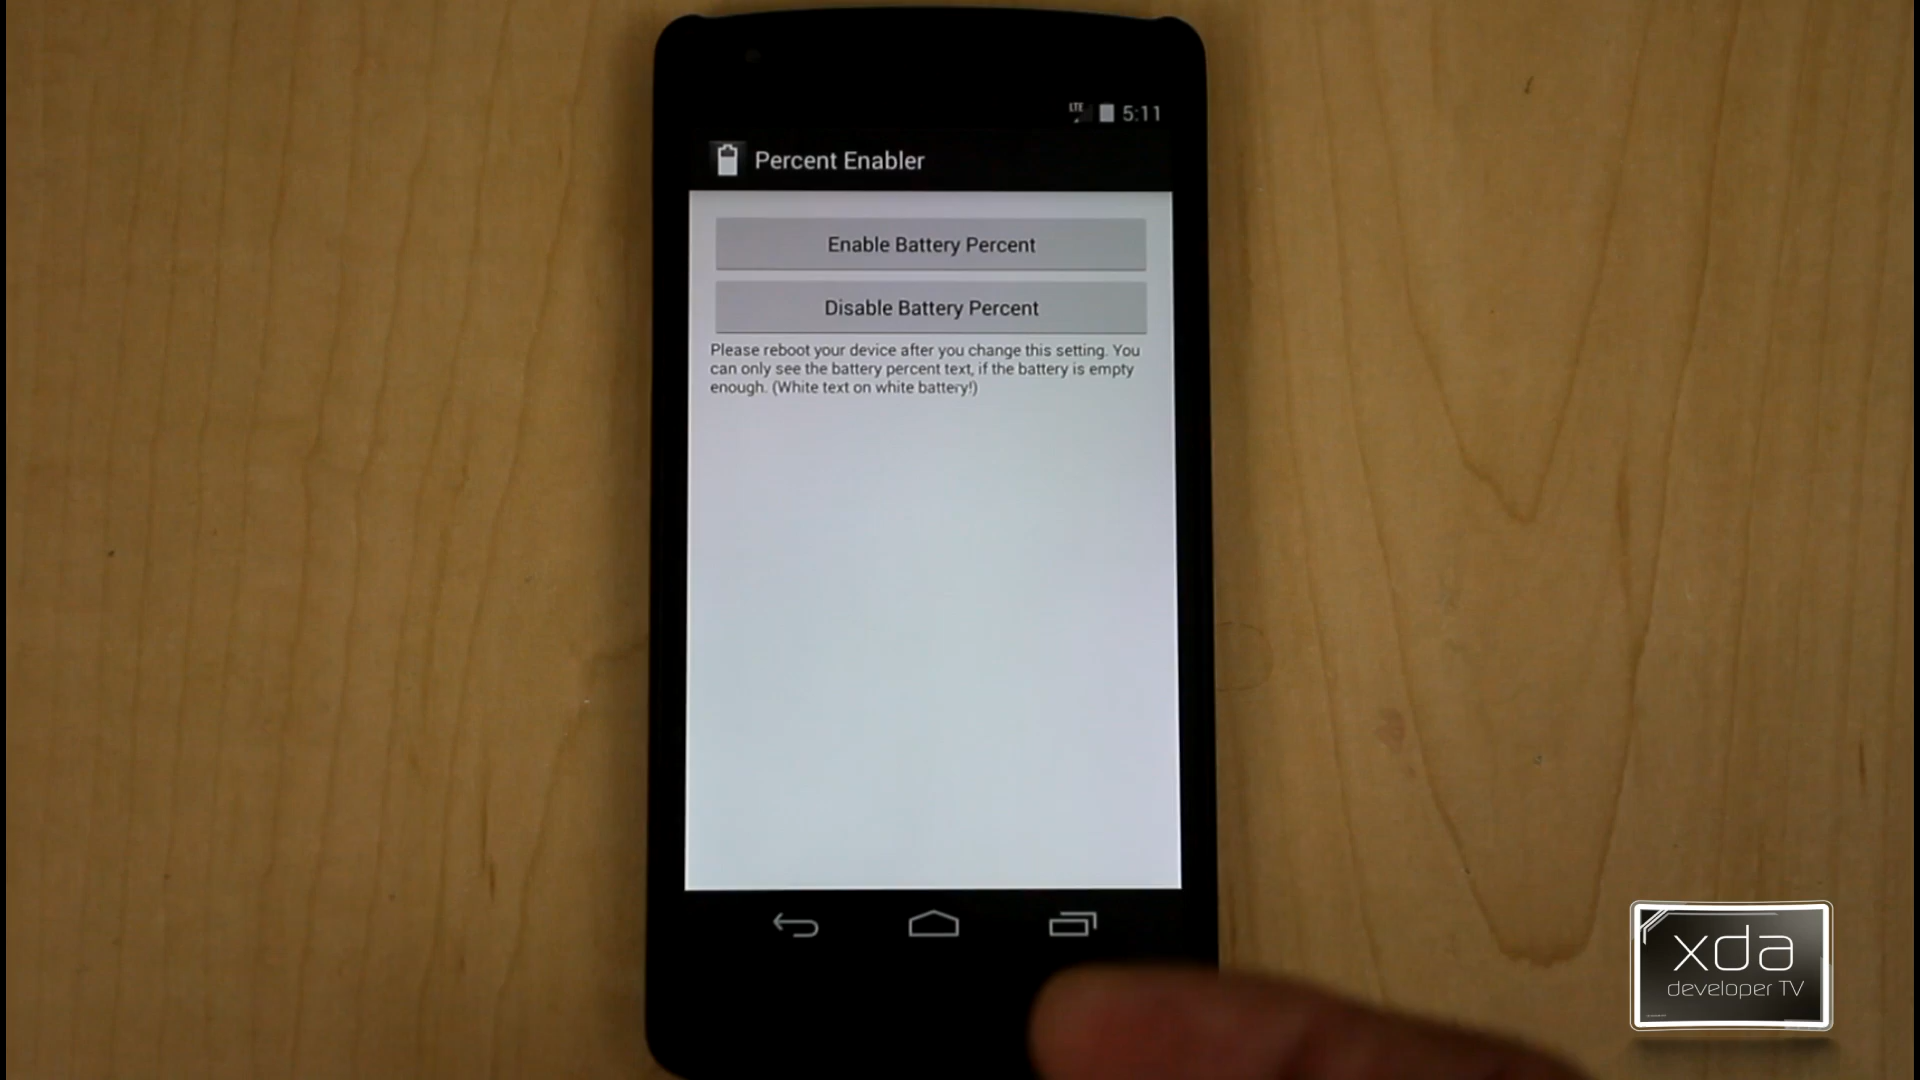 LTE 5:11
Percent Enabler
Enable Battery Percent
Disable Battery Percent
Please reboot your device after you change this setting. You
can only see the battery percent text, if the battery is empty
enough. (White text on white battery!)
xda
developer TV